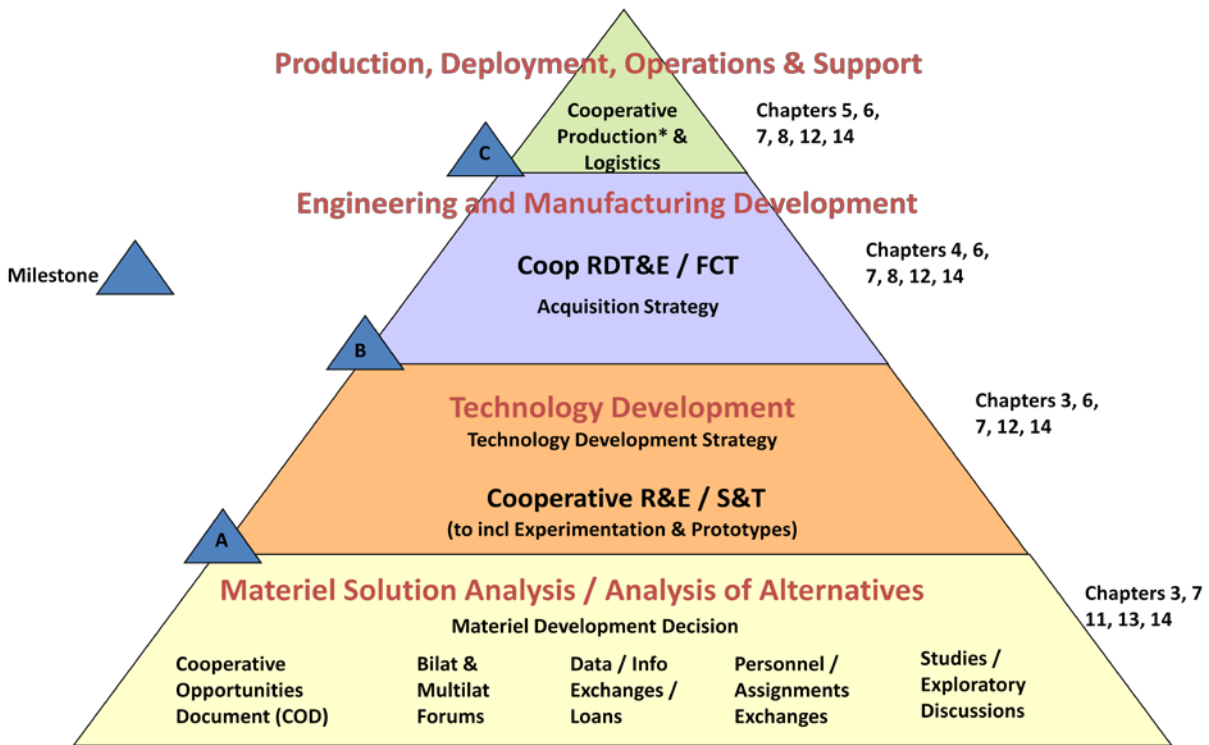 Production, Deployment, Operations & Support
Cooperative
Production* &
Logistics
Chapters 5, 6,
7, 8, 12, 14
C
Engineering and Manufacturing Development
Coop RDT&E / FCT
Acquisition Strategy
Chapters 4, 6,
7, 8, 12, 14
Milestone
B
Technology Development
Technology Development Strategy
Cooperative R&E / S&T
(to incl Experimentation & Prototypes)
Chapters 3, 6,
7, 12, 14
A
Materiel Solution Analysis / Analysis of Alternatives
Materiel Development Decision
Chapters 3, 7
11, 13, 14
Cooperative
Opportunities
Document (COD)
Bilat &
Multilat
Forums
Data / Info
Exchanges /
Loans
Personnel /
Assignments
Exchanges
Studies /
Exploratory
Discussions